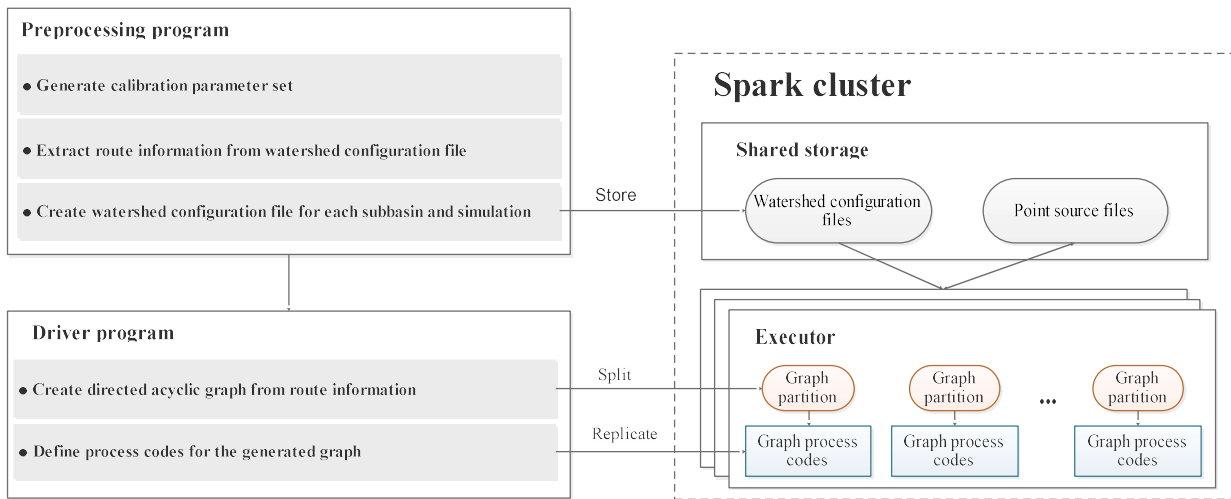 Preprocessing program
• Generate calibration parameter set
• Extract route information from watershed configuration file
• Create watershed configuration file for each subbasin and simulation
Store
Spark cluster
Shared storage
Watershed configuration
files
Point source files
Driver program
• Create directed acyclic graph from route information
• Define process codes for the generated graph
Split
Replicate
Executor
Graph
partition
Graph
partition
...
Graph
partition
Graph process
codes
Graph process
codes
Graph process
codes